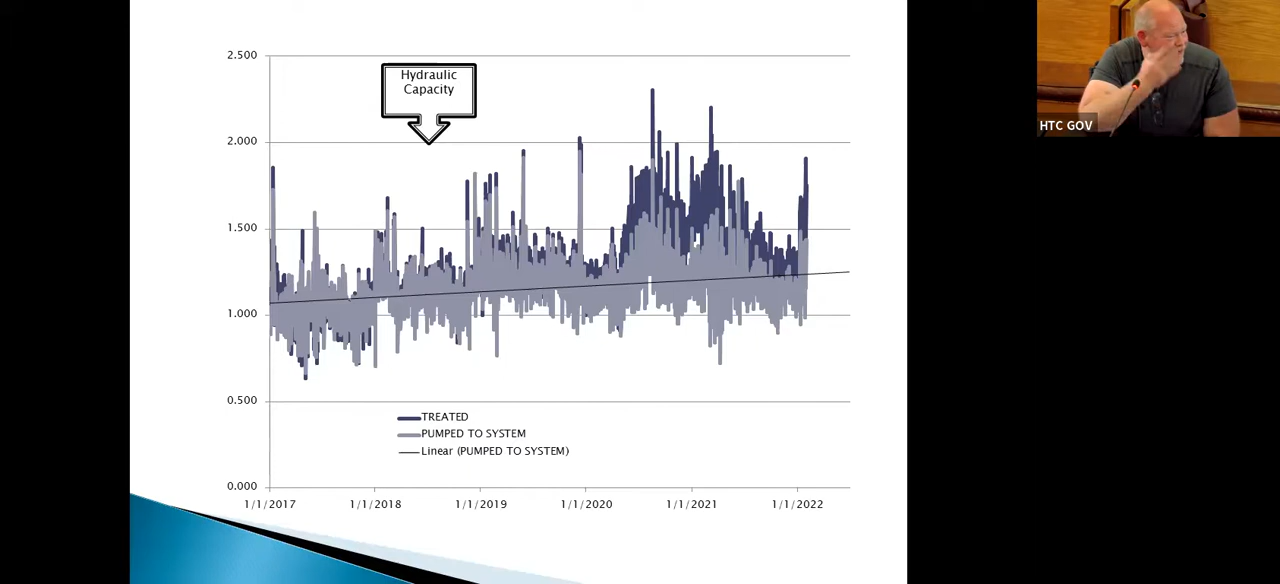 Hydraulic
Capacity
2.500
2.000
1.500
1.000
0.500
0.000
TREATED
PUMPED TO SYSTEM
Linear (PUMPED TO SYSTEM)
1/1/2017 1/1/2018 1/1/2019 1/1/2020 1/1/2021 1/1/2022
HTC GOV